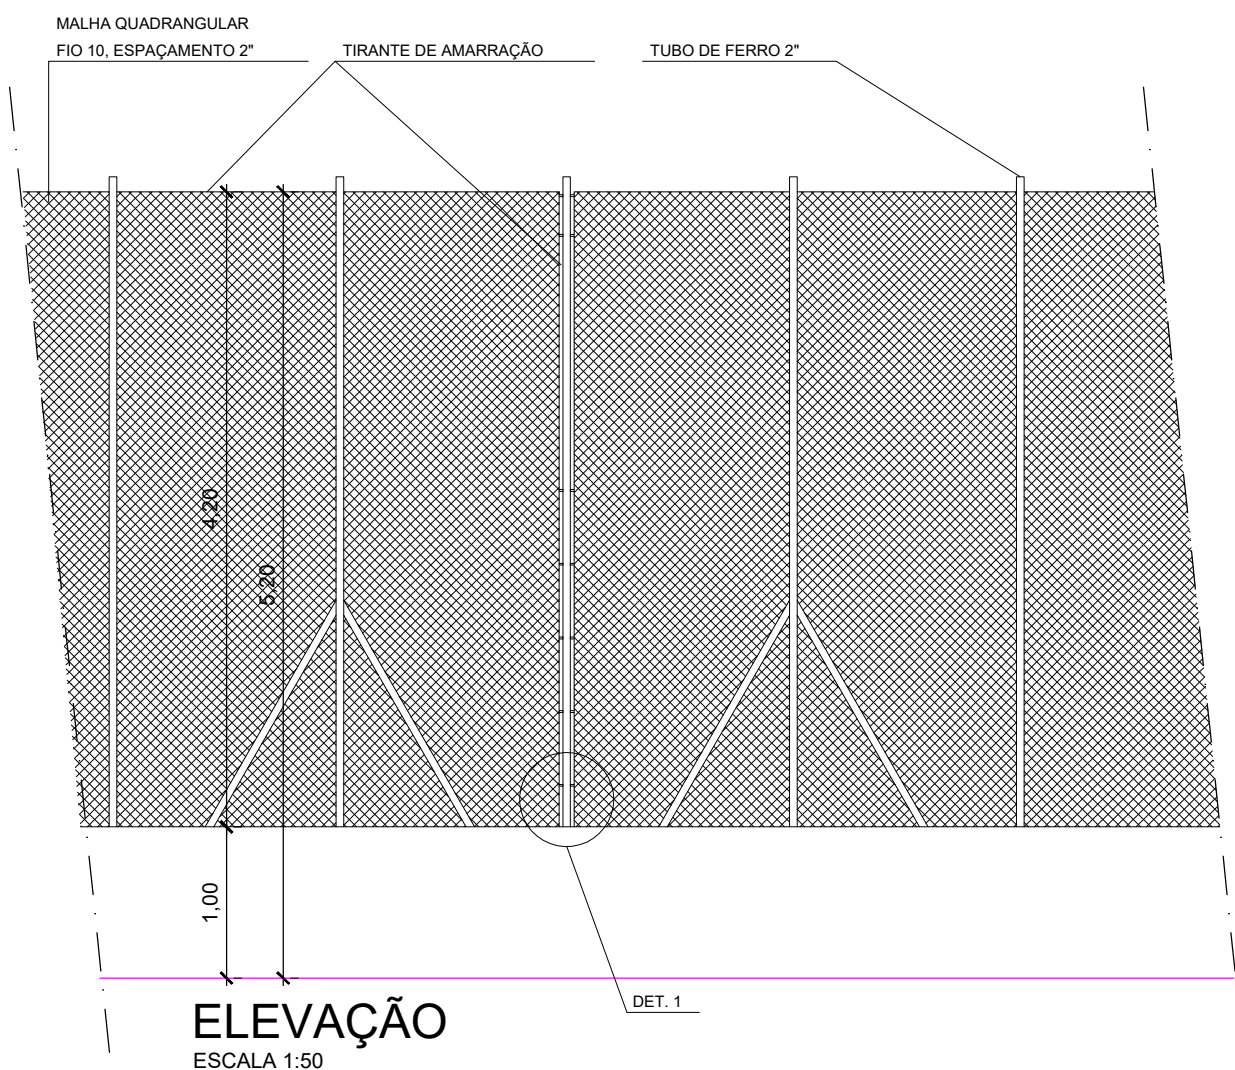 MALHA QUADRANGULAR
FIO 10, ESPAÇAMENTO 2"
TIRANTE DE AMARRAÇÃO
TUBO DE FERRO 2"
4,20
5,20
1,00
DET. 1
ELEVAÇÃO
ESCALA 1:50